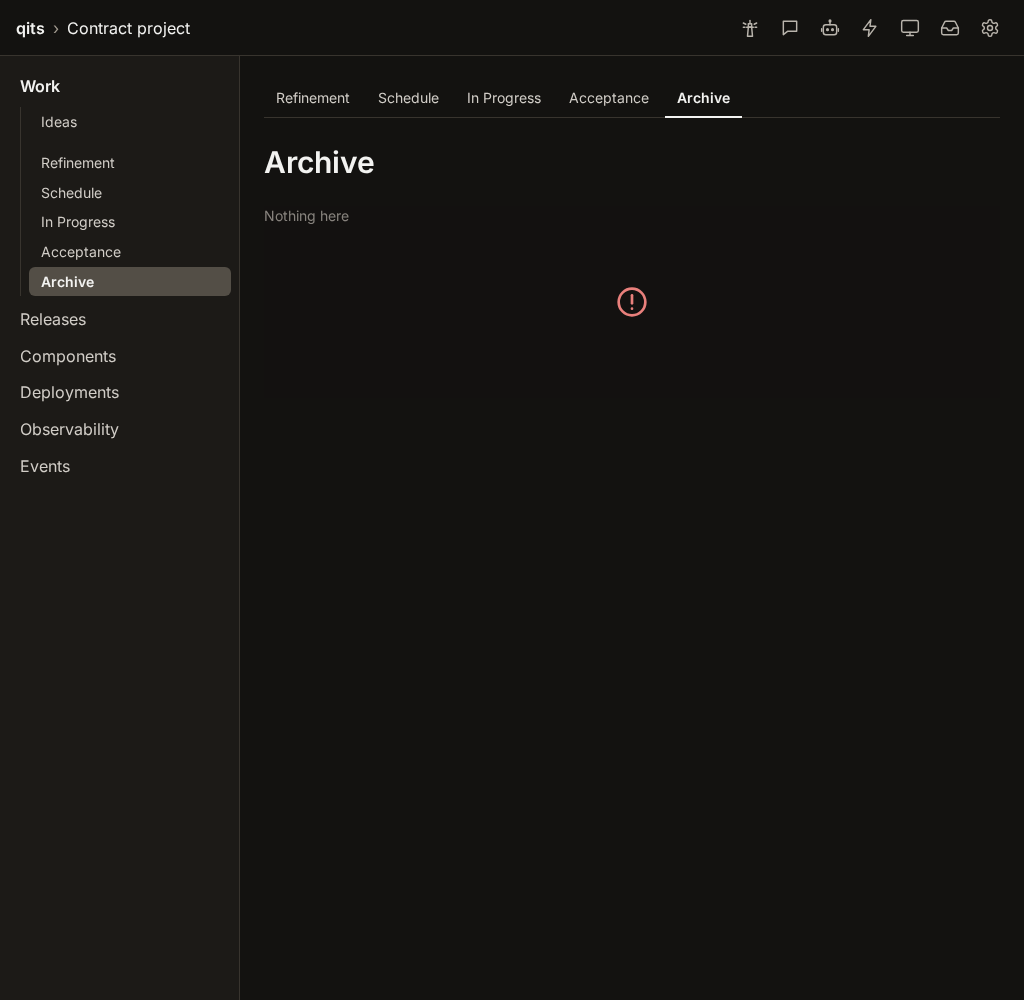 qits › Contract project
Work
Ideas
Refinement
Schedule
In Progress
Acceptance
Archive
Releases
Components
Deployments
Observability
Events
Refinement Schedule In Progress Acceptance Archive
Archive
Nothing here